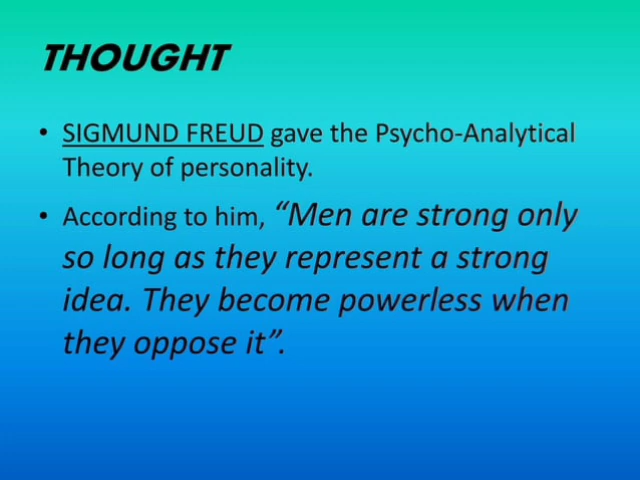 THOUGHT
• SIGMUND FREUD gave the Psycho-Analytical
Theory of personality.
• According to him, “Men are strong only
so long as they represent a strong
idea. They become powerless when
they oppose it”.